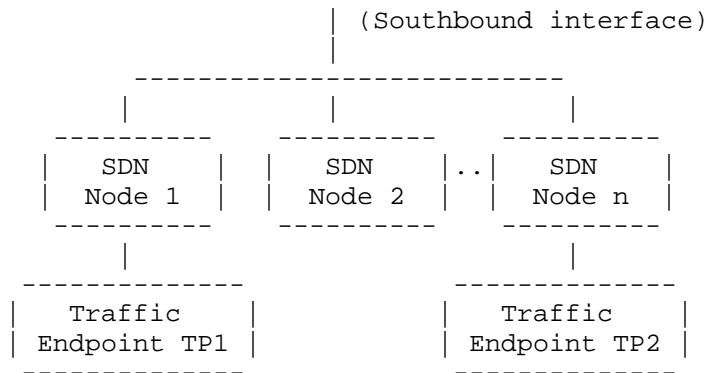 (Southbound interface)
SDN SDN .. SDN
Node 1 Node 2 Node n
Traffic Traffic
Endpoint TP1 Endpoint TP2